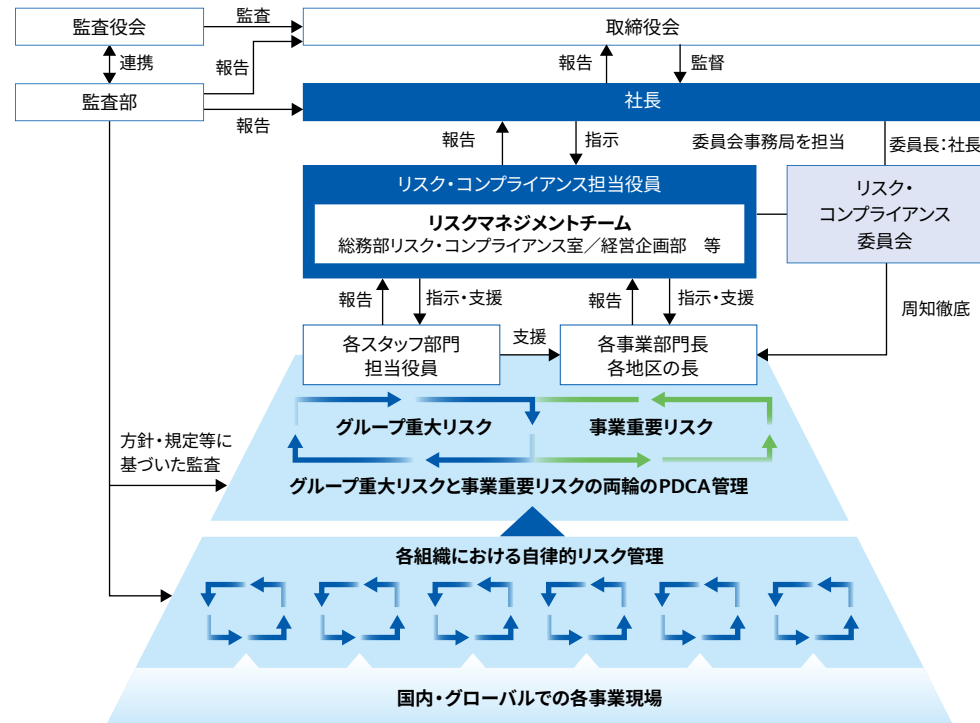 監査役会
監査
取締役会
連携
報告
報告
監督
監査部
社長
報告
報告
指示
委員会事務局を担当
委員長:社長
リスク・コンプライアンス担当役員
リスクマネジメントチーム
総務部リスク・コンプライアンス室／経営企画部　等
リスク・
コンプライアンス
委員会
報告
指示・支援
報告
指示・支援
周知徹底
各スタッフ部門
担当役員
支援
各事業部門長
各地区の長
グループ重大リスク
事業重要リスク
方針・規定等に
基づいた監査
グループ重大リスクと事業重要リスクの両輪のPDCA管理
各組織における自律的リスク管理
国内・グローバルでの各事業現場